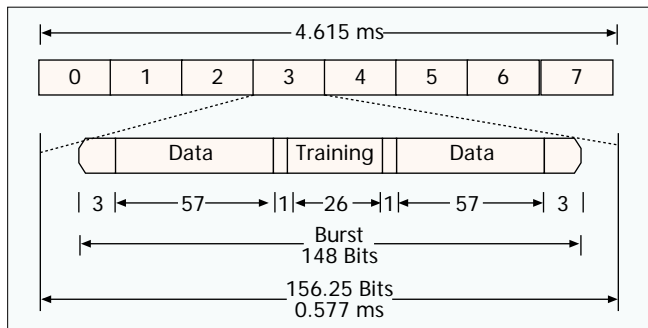 4.615 ms
0 1 2 3 4 5 6 7
Data Training Data
3 57 1 26 1 57 3
Burst
148 Bits
156.25 Bits
0.577 ms